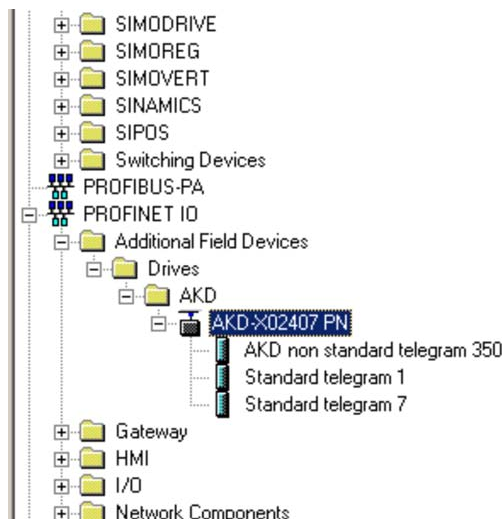 SIMODRIVE
SIMOREG
SIMOVERT
SINAMICS
SIPOS
Switching Devices
PROFIBUS-PA
PROFINET IO
Additional Field Devices
Drives
AKD
AKD-X02407 PN
AKD non standard telegram 350
Standard telegram 1
Standard telegram 7
Gateway
HMI
I/O
Network Components